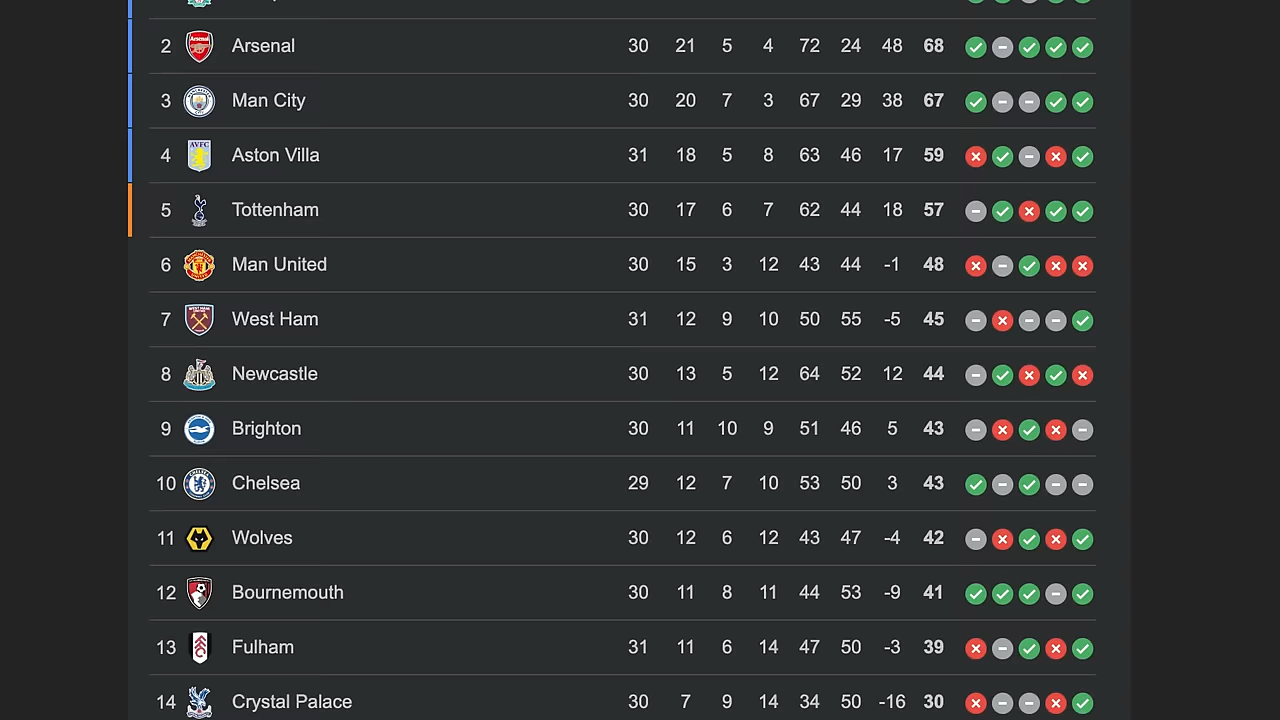 2 Arsenal 30 21 5 4 72 24 48 68
3 Man City 30 20 7 3 67 29 38 67
4 Aston Villa 31 18 5 8 63 46 17 59
5 Tottenham 30 17 6 7 62 44 18 57
6 Man United 30 15 3 12 43 44 -1 48
7 West Ham 31 12 9 10 50 55 -5 45
8 Newcastle 30 13 5 12 64 52 12 44
9 Brighton 30 11 10 9 51 46 5 43
10 Chelsea 29 12 7 10 53 50 3 43
11 Wolves 30 12 6 12 43 47 -4 42
12 Bournemouth 30 11 8 11 44 53 -9 41
13 Fulham 31 11 6 14 47 50 -3 39
14 Crystal Palace 30 7 9 14 34 50 -16 30